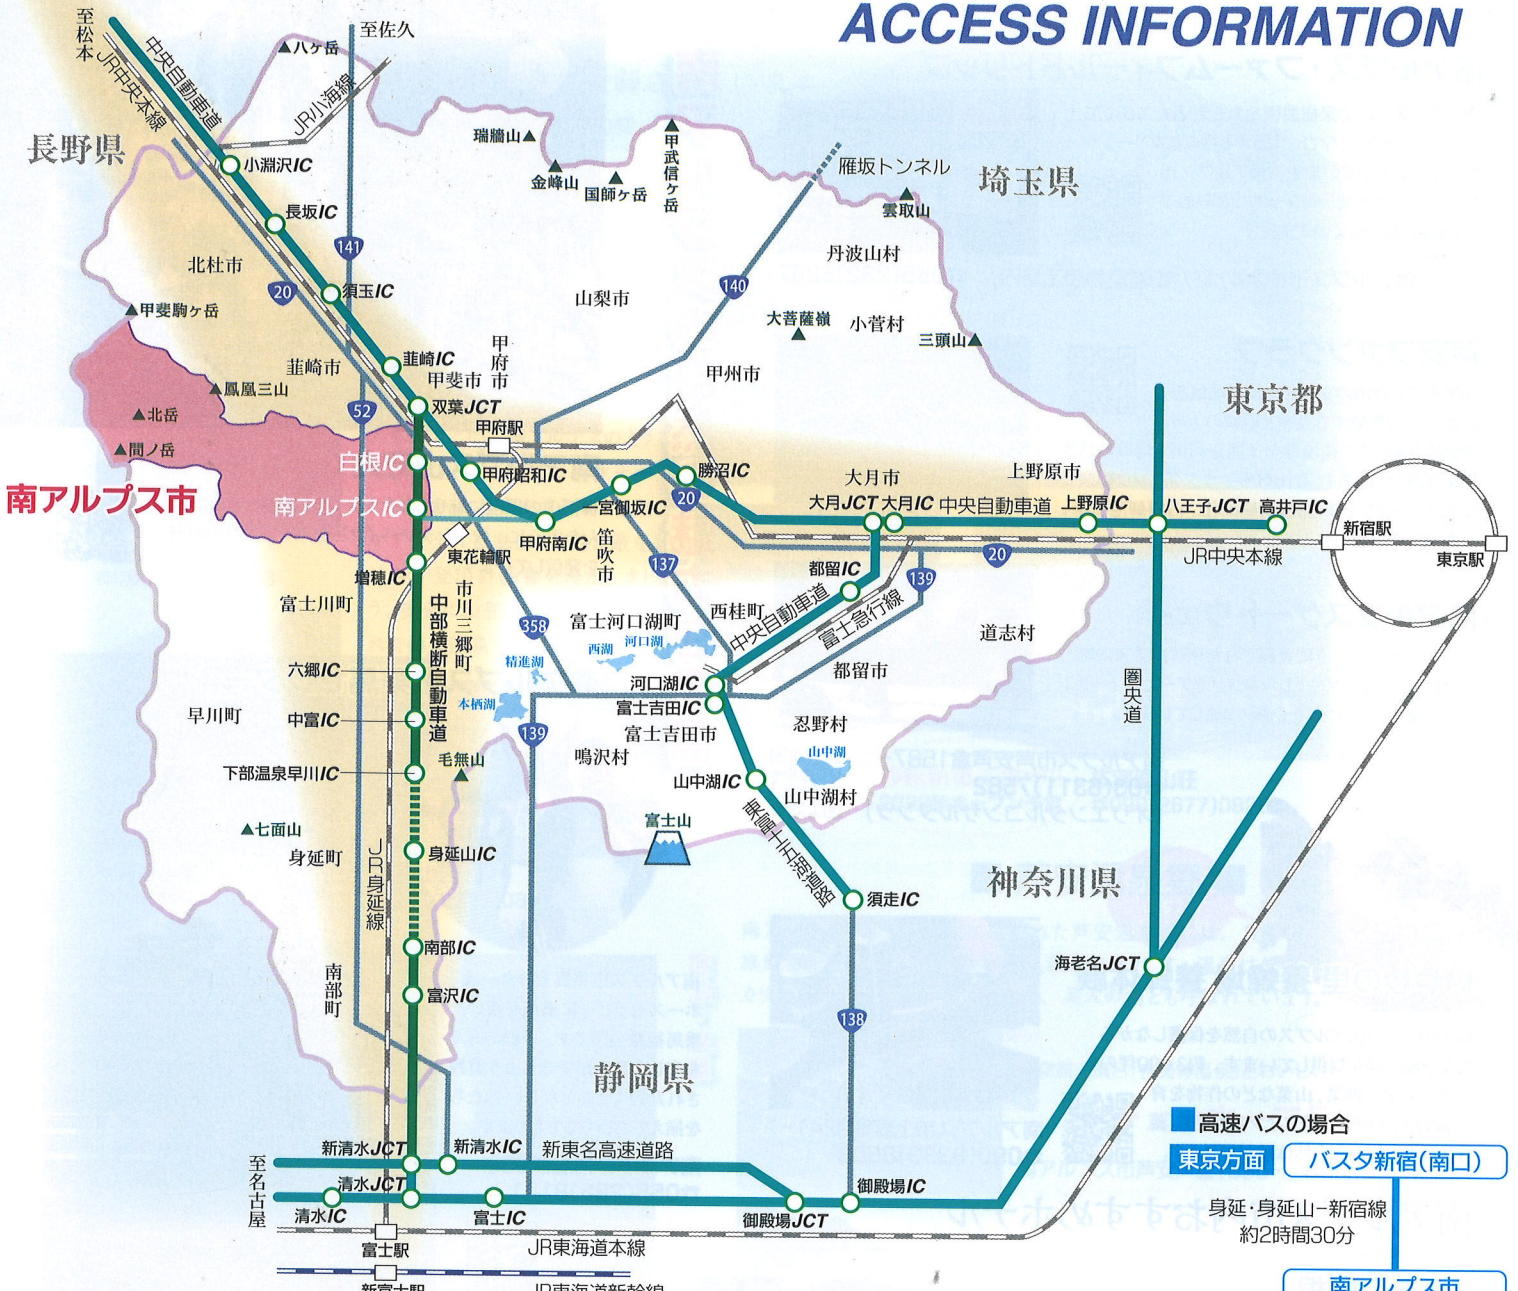 ACCESS INFORMATION
至松本
中央自動車道
JR中央本線
八ヶ岳
至佐久
JR小海線
長野県
小淵沢IC
瑞牆山
金峰山
国師ヶ岳
甲武信ヶ岳
雁坂トンネル
埼玉県
雲取山
長坂IC
141
北杜市
20
須玉IC
丹波山村
140
山梨市
大菩薩嶺
小菅村
三頭山
甲斐駒ヶ岳
韮崎市
韮崎IC
甲府市
甲斐市
甲州市
東京都
鳳凰三山
北岳
間ノ岳
52
双葉JCT
甲府駅
白根IC
甲府昭和IC
勝沼IC
大月市
上野原市
南アルプス市
南アルプス IC
一宮御坂IC
20
大月JCT
大月IC
中央自動車道
上野原IC
八王子JCT
高井戸IC
甲府南IC
笛吹市
東花輪駅
新宿駅
東京駅
JR中央本線
20
増穂IC
137
都留IC
139
富士川町
市川三郷町
中部横断自動車道
358
富士河口湖町
西桂町
中央自動車道
富士急行線
道志村
西湖
河口湖
精進湖
本栖湖
都留市
六郷IC
河口湖IC
富士吉田IC
圏央道
早川町
中富IC
139
富士吉田市
忍野村
鳴沢村
山中湖
下部温泉早川IC
毛無山
山中湖IC
山中湖村
七面山
富士山
東富士五湖道路
身延町
身延山IC
JR身延線
神奈川県
須走IC
南部IC
海老名JCT
南部町
富沢IC
138
静岡県
高速バスの場合
新清水JCT
新清水IC
新東名高速道路
東京方面
バスタ新宿(南口)
至名古屋
清水JCT
御殿場IC
清水IC
富士IC
御殿場JCT
身延・身延山−新宿線
約2時間30分
富士駅
JR東海道本線
南アルプス市
新富士駅
JR東海道新幹線